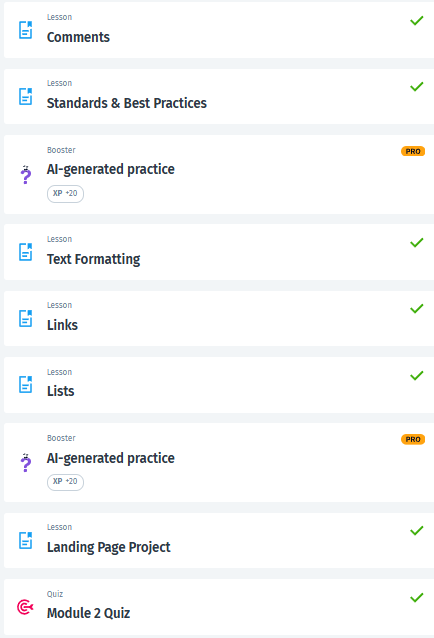 Lesson
Comments
Lesson
Standards & Best Practices
Booster
PRO
AI-generated practice
XP +20
Lesson
Text Formatting
Lesson
Links
Lesson
Lists
Booster
PRO
AI-generated practice
XP +20
Lesson
Landing Page Project
Quiz
Module 2 Quiz